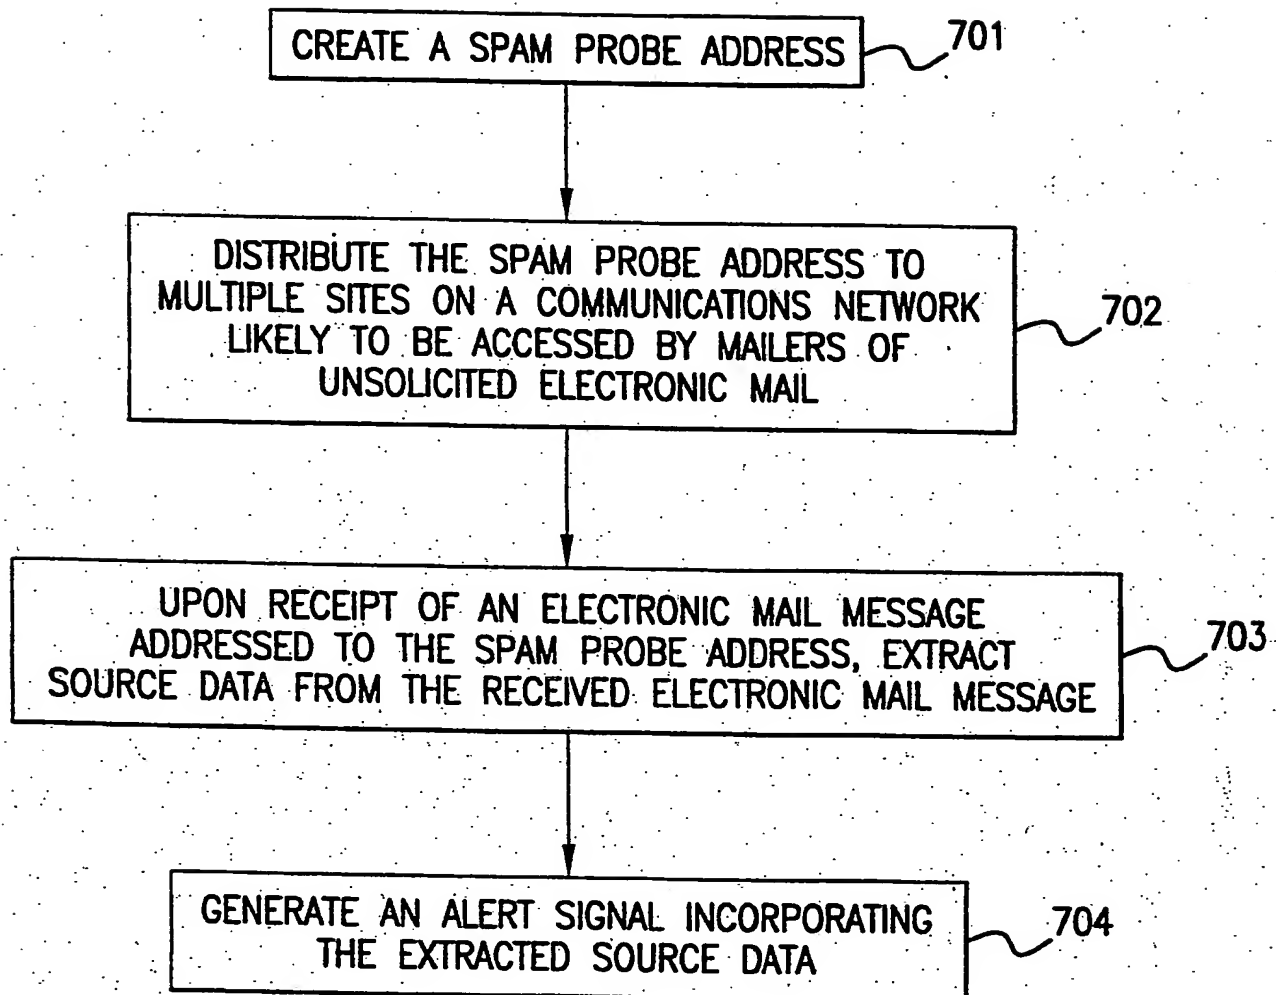 CREATE A SPAM PROBE ADDRESS
701
DISTRIBUTE THE SPAM PROBE ADDRESS TO
MULTIPLE SITES ON A COMMUNICATIONS NETWORK
LIKELY TO BE ACCESSED BY MAILERS OF
UNSOLICITED ELECTRONIC MAIL
702
UPON RECEIPT OF AN ELECTRONIC MAIL MESSAGE
ADDRESSED TO THE SPAM PROBE ADDRESS, EXTRACT
SOURCE DATA FROM THE RECEIVED ELECTRONIC MAIL MESSAGE
703
GENERATE AN ALERT SIGNAL INCORPORATING
THE EXTRACTED SOURCE DATA
704